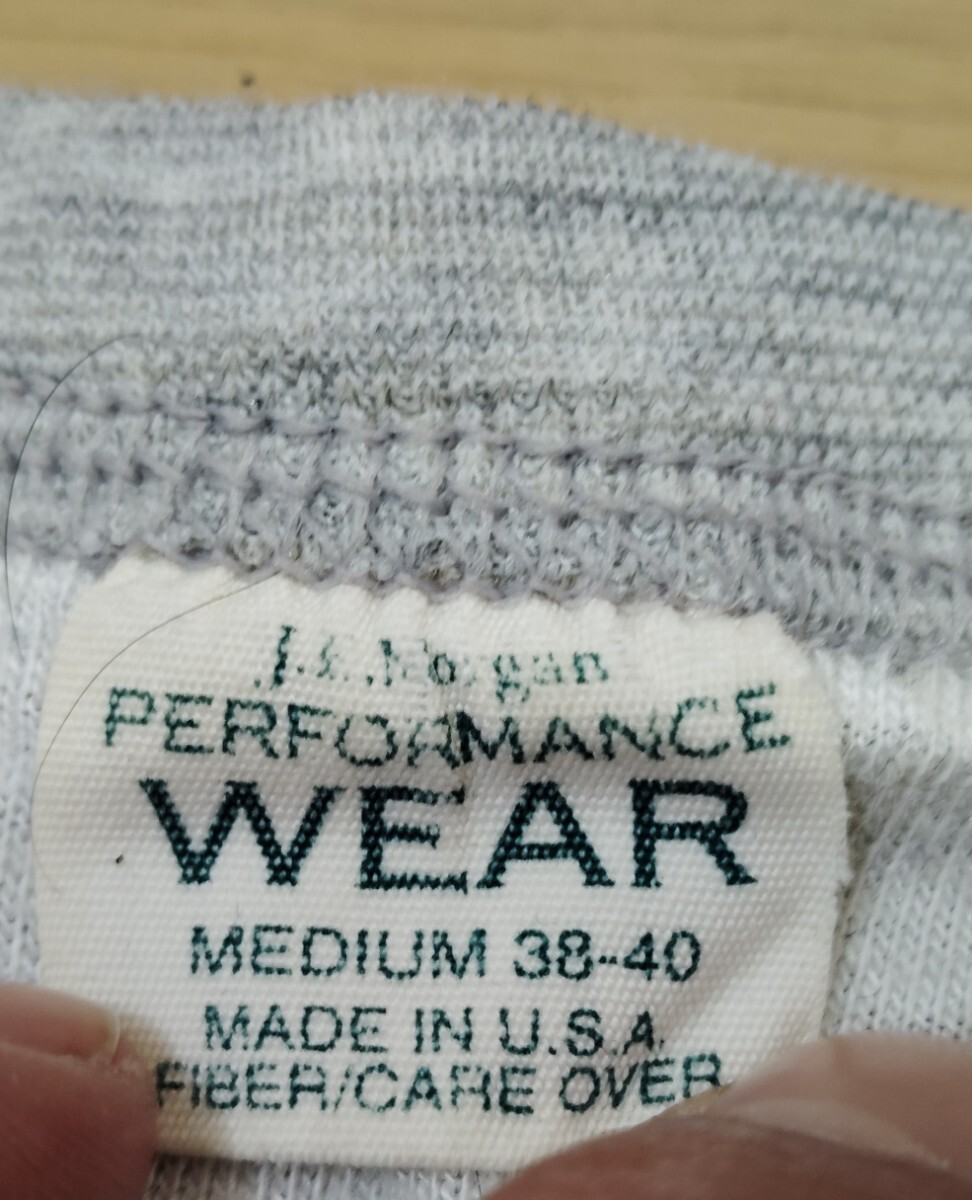 J.E. Morgan
PERFORMANCE
WEAR
MEDIUM 38-40
MADE IN U.S.A.
FIBER/CARE OVER